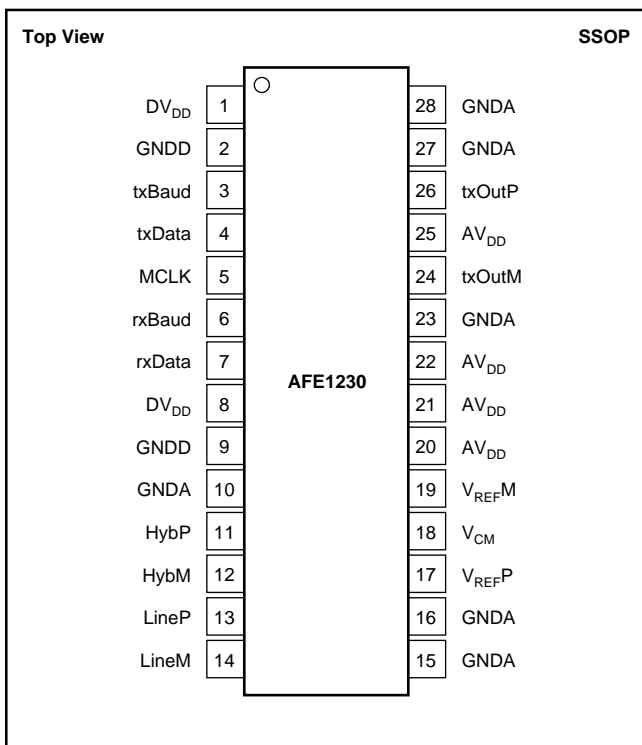 Top View SSOP
DV_DD 1 28 GNDA
GNDD 2 27 GNDA
txBaud 3 26 txOutP
txData 4 25 AV_DD
MCLK 5 24 txOutM
rxBaud 6 23 GNDA
rxData 7 22 AV_DD
AFE1230
DV_DD 8 21 AV_DD
GNDD 9 20 AV_DD
GNDA 10 19 V_REFM
HybP 11 18 V_CM
HybM 12 17 V_REFP
LineP 13 16 GNDA
LineM 14 15 GNDA